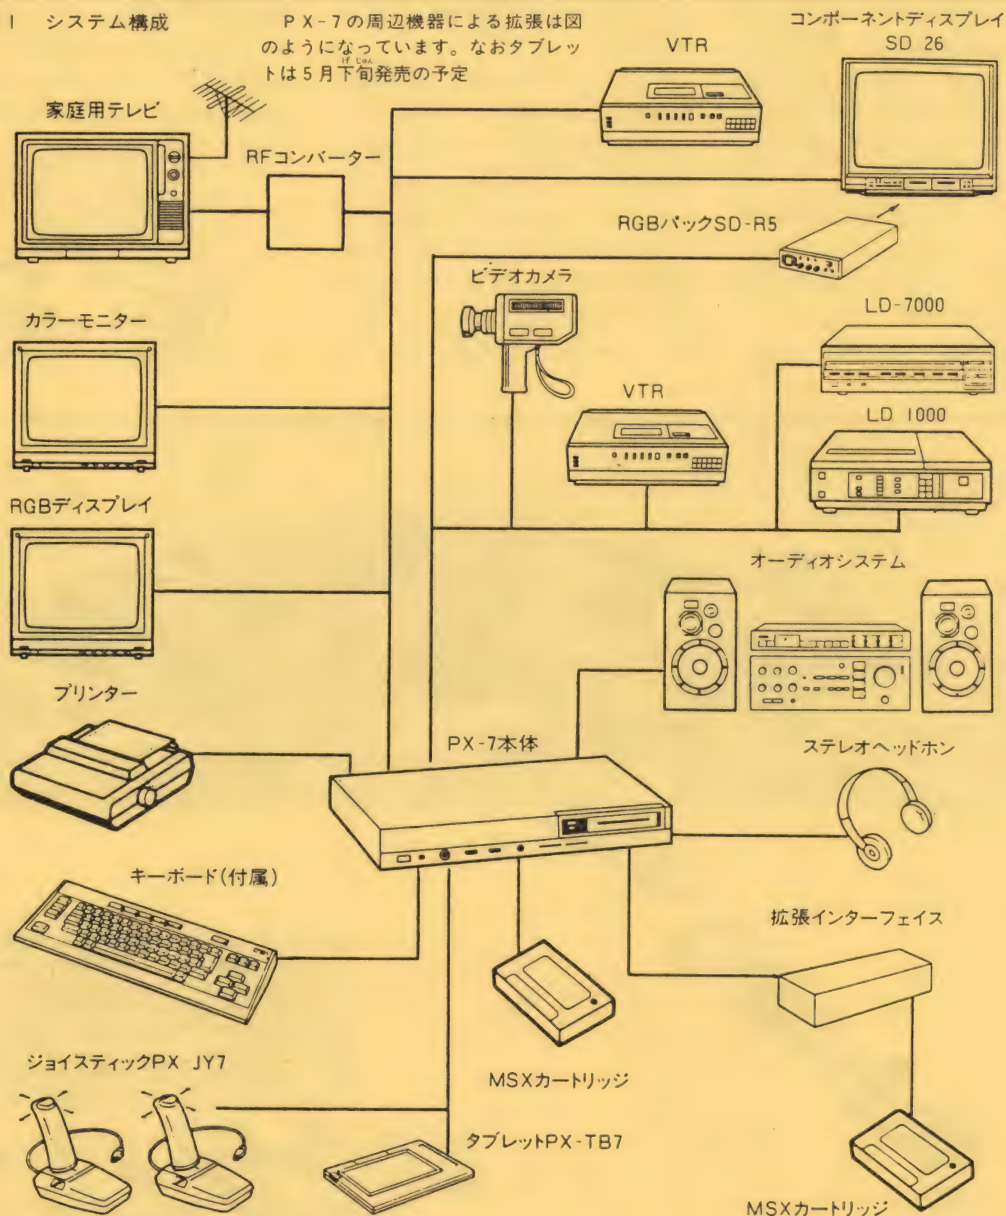 I システム構成
PX-7の周辺機器による拡張は図
のようになっています。なおタブレッ
トは5月下旬発売の予定
げじゅん
コンポーネントディスプレイ
SD 26
VTR
家庭用テレビ
RFコンバーター
RGBパックSD-R5
ビデオカメラ
LD-7000
カラーモニター
VTR
LD 1000
RGBディスプレイ
オーディオシステム
プリンター
PX-7本体
ステレオヘッドホン
キーボード(付属)
拡張インターフェイス
ジョイスティックPX JY7
MSXカートリッジ
タブレットPX-TB7
MSXカートリッジ